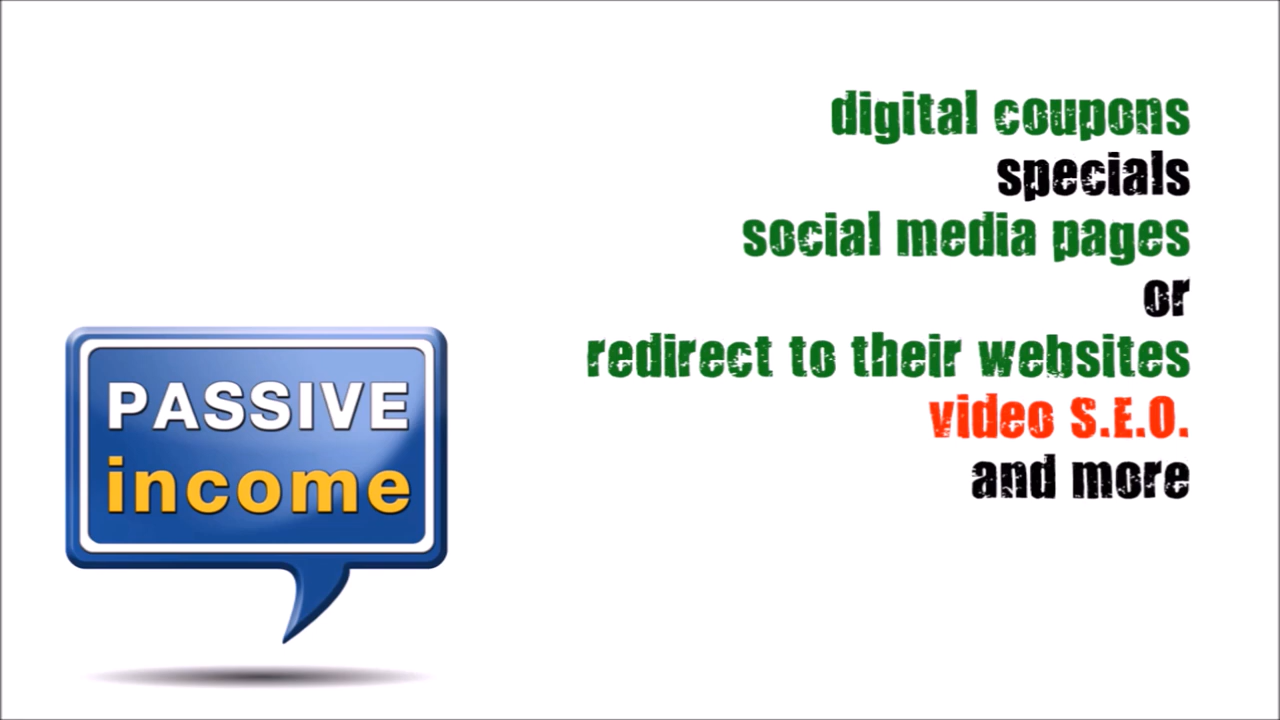 digital coupons
specials
social media pages
or
redirect to their websites
video S.E.O.
and more
PASSIVE
income